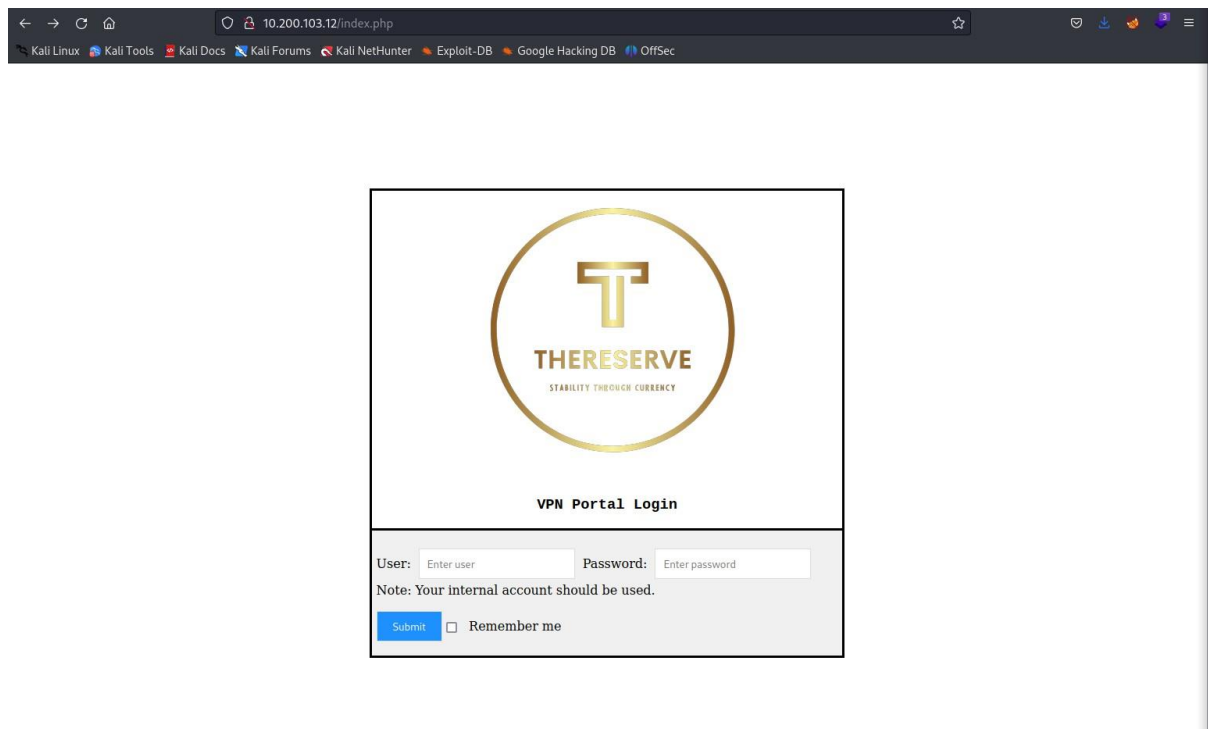 10.200.103.12/index.php
3
Kali Linux Kali Tools Kali Docs Kali Forums Kali NetHunter Exploit-DB Google Hacking DB OffSec
T
THERESERVE
STABILITY THROUGH CURRENCY
VPN Portal Login
User: Enter user Password: Enter password
Note: Your internal account should be used.
Submit Remember me